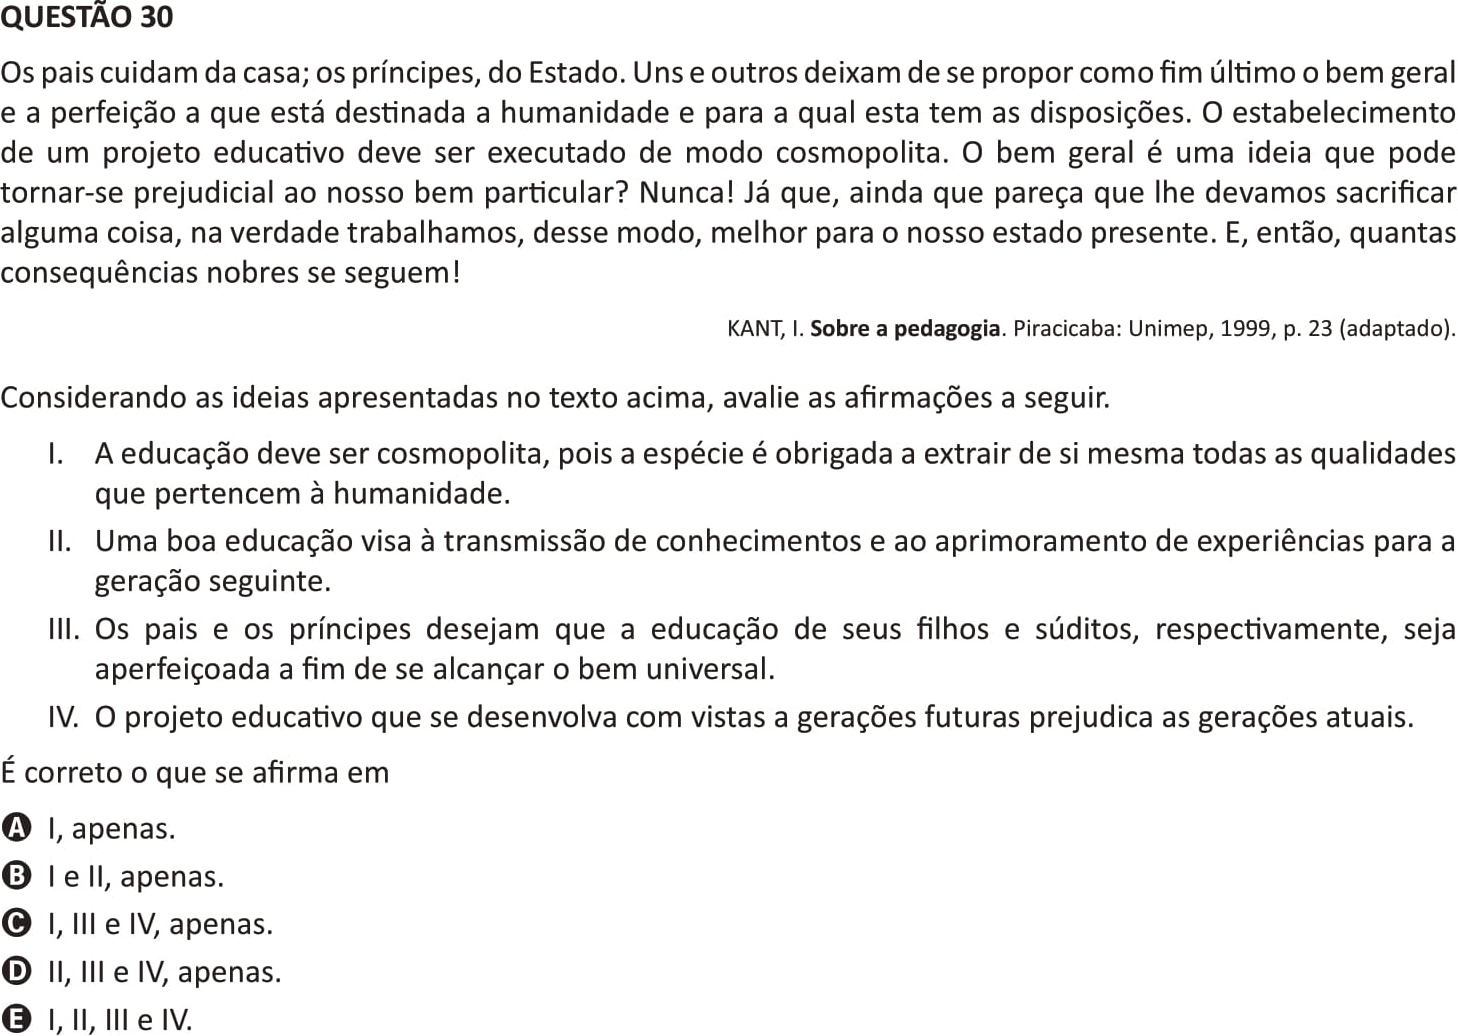 QUESTÃO 30
Os pais cuidam da casa; os príncipes, do Estado. Uns e outros deixam de se propor como fim último o bem geral
e a perfeição a que está destinada a humanidade e para a qual esta tem as disposições. O estabelecimento
de um projeto educativo deve ser executado de modo cosmopolita. O bem geral é uma ideia que pode
tornar-se prejudicial ao nosso bem particular? Nunca! Já que, ainda que pareça que lhe devamos sacrificar
alguma coisa, na verdade trabalhamos, desse modo, melhor para o nosso estado presente. E, então, quantas
consequências nobres se seguem!
KANT, I. Sobre a pedagogia. Piracicaba: Unimep, 1999, p. 23 (adaptado).
Considerando as ideias apresentadas no texto acima, avalie as afirmações a seguir.
I. A educação deve ser cosmopolita, pois a espécie é obrigada a extrair de si mesma todas as qualidades
que pertencem à humanidade.
II. Uma boa educação visa à transmissão de conhecimentos e ao aprimoramento de experiências para a
geração seguinte.
III. Os pais e os príncipes desejam que a educação de seus filhos e súditos, respectivamente, seja
aperfeiçoada a fim de se alcançar o bem universal.
IV. O projeto educativo que se desenvolva com vistas a gerações futuras prejudica as gerações atuais.
É correto o que se afirma em
A I, apenas.
B I e II, apenas.
C I, III e IV, apenas.
D II, III e IV, apenas.
E I, II, III e IV.